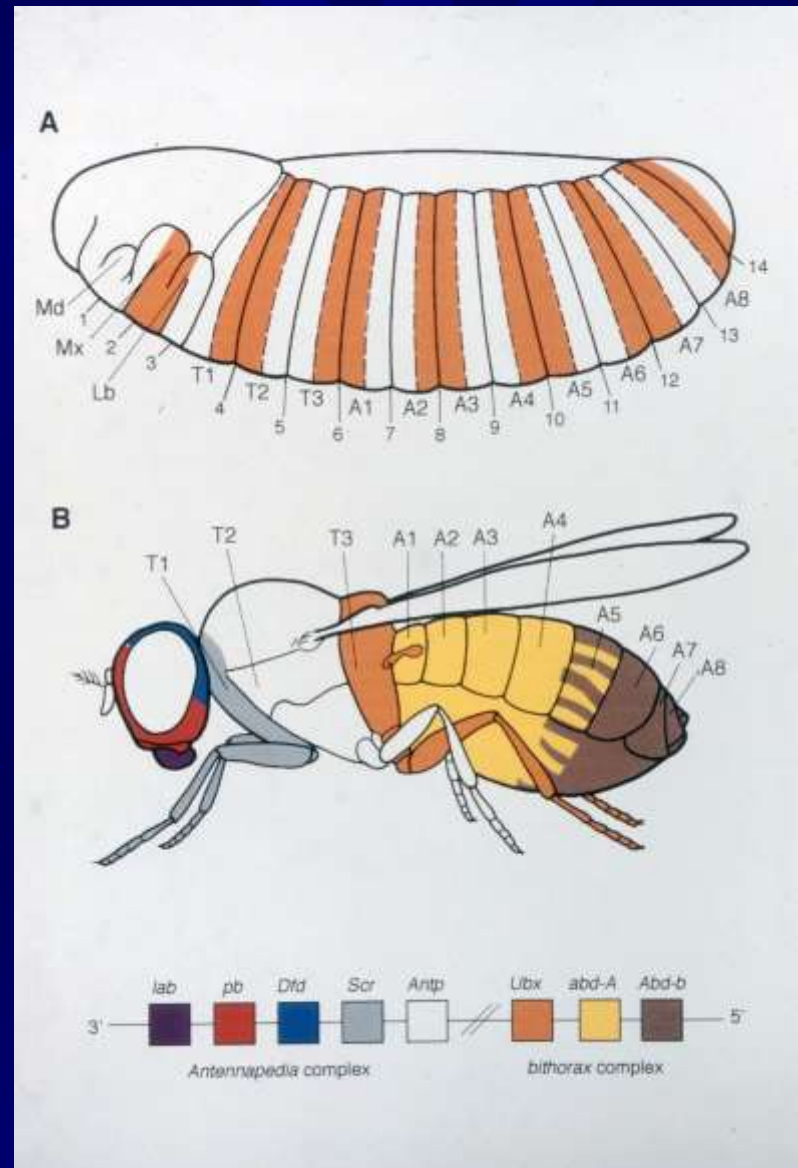 A
Md
1
Mx
2
Lb
3
T1
4
T2
5
T3
6
A1
7
A2
8
A3
9
A4
10
A5
11
A6
12
A7
13
A8
14
B
T1
T2
T3
A1
A2
A3
A4
A5
A6
A7
A8
lab pb Dfd Scr Antp Ubx abd-A Abd-b
3' 5'
Antennapedia complex bithorax complex